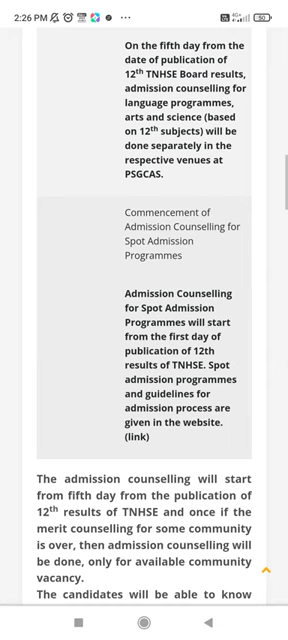 2:26 PM
4G+
50
On the fifth day from the
date of publication of
12th TNHSE Board results,
admission counselling for
language programmes,
arts and science (based
on 12th subjects) will be
done separately in the
respective venues at
PSGCAS.
Commencement of
Admission Counselling for
Spot Admission
Programmes
Admission Counselling
for Spot Admission
Programmes will start
from the first day of
publication of 12th
results of TNHSE. Spot
admission programmes
and guidelines for
admission process are
given in the website.
(link)
The admission counselling will start
from fifth day from the publication of
12th results of TNHSE and once if the
merit counselling for some community
is over, then admission counselling will
be done, only for available community
vacancy.
The candidates will be able to know